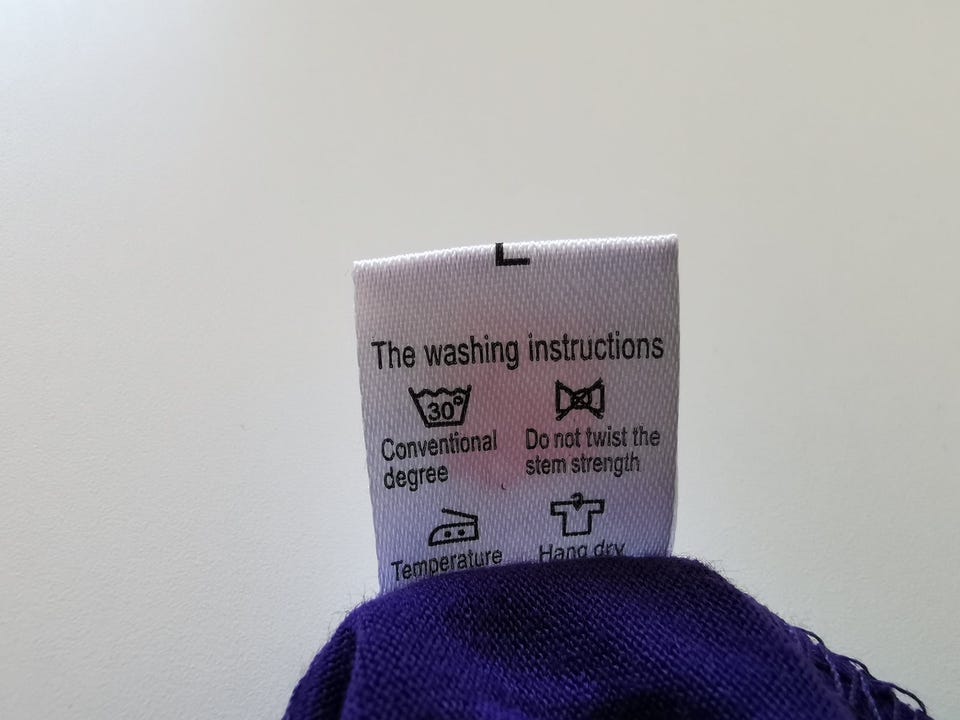 L
The washing instructions
30°
Conventional
degree
Do not twist the
stem strength
Temperature
Hang dry